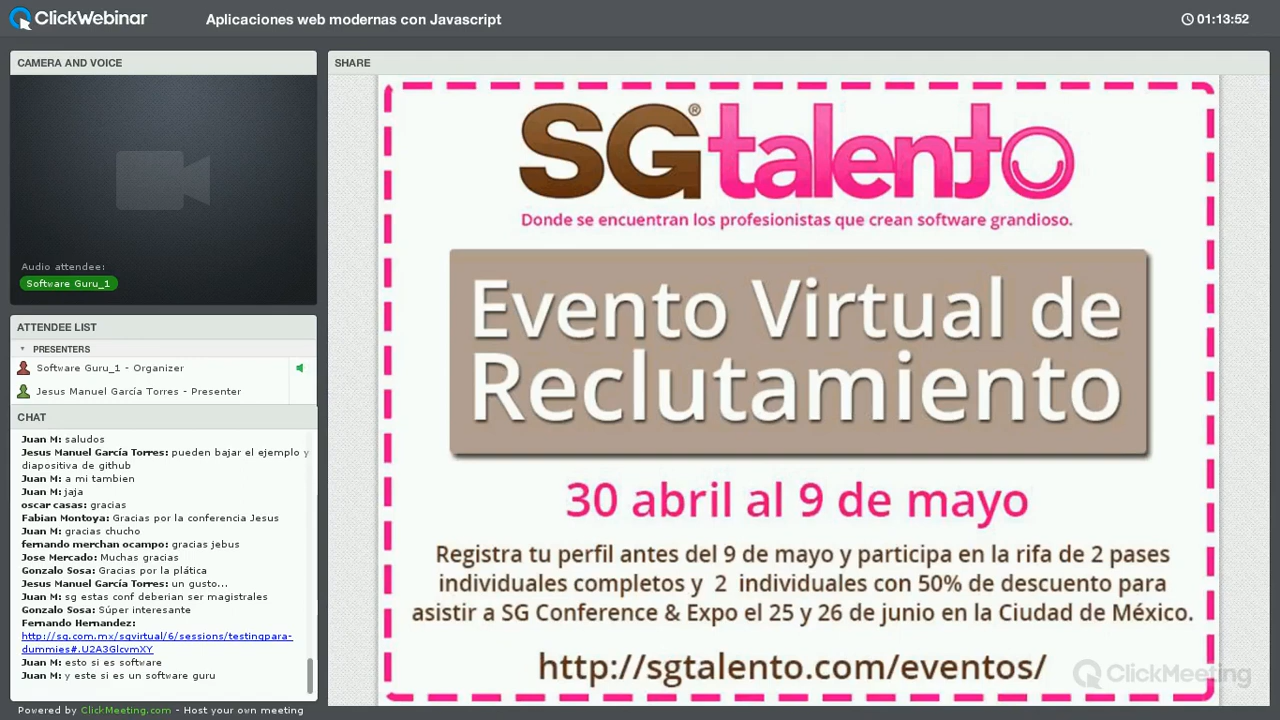 ClickWebinar
Aplicaciones web modernas con Javascript
01:13:52
CAMERA AND VOICE
Audio attendee:
Software Guru_1
ATTENDEE LIST
PRESENTERS
Software Guru_1 - Organizer
Jesus Manuel García Torres - Presenter
CHAT
Juan M: saludos
Jesus Manuel García Torres: pueden bajar el ejemplo y
diapositiva de github
Juan M: a mi tambien
Juan M: jaja
oscar casas: gracias
Fabian Montoya: Gracias por la conferencia Jesus
Juan M: gracias chucho
fernando merchan ocampo: gracias jebus
Jose Mercado: Muchas gracias
Gonzalo Sosa: Gracias por la plática
Jesus Manuel García Torres: un gusto...
Juan M: sg estas conf deberian ser magistrales
Gonzalo Sosa: Súper interesante
Fernando Hernandez:
http://sg.com.mx/sgvirtual/6/sessions/testingpara-
dummies#.U2A3GlcvmXY
Juan M: esto si es software
Juan M: y este si es un software guru
Powered by ClickMeeting.com - Host your own meeting
SHARE
SG® talento
Donde se encuentran los profesionistas que crean software grandioso.
Evento Virtual de
Reclutamiento
30 abril al 9 de mayo
Registra tu perfil antes del 9 de mayo y participa en la rifa de 2 pases
individuales completos y 2 individuales con 50% de descuento para
asistir a SG Conference & Expo el 25 y 26 de junio en la Ciudad de México.
http://sgtalento.com/eventos/
ClickMeeting